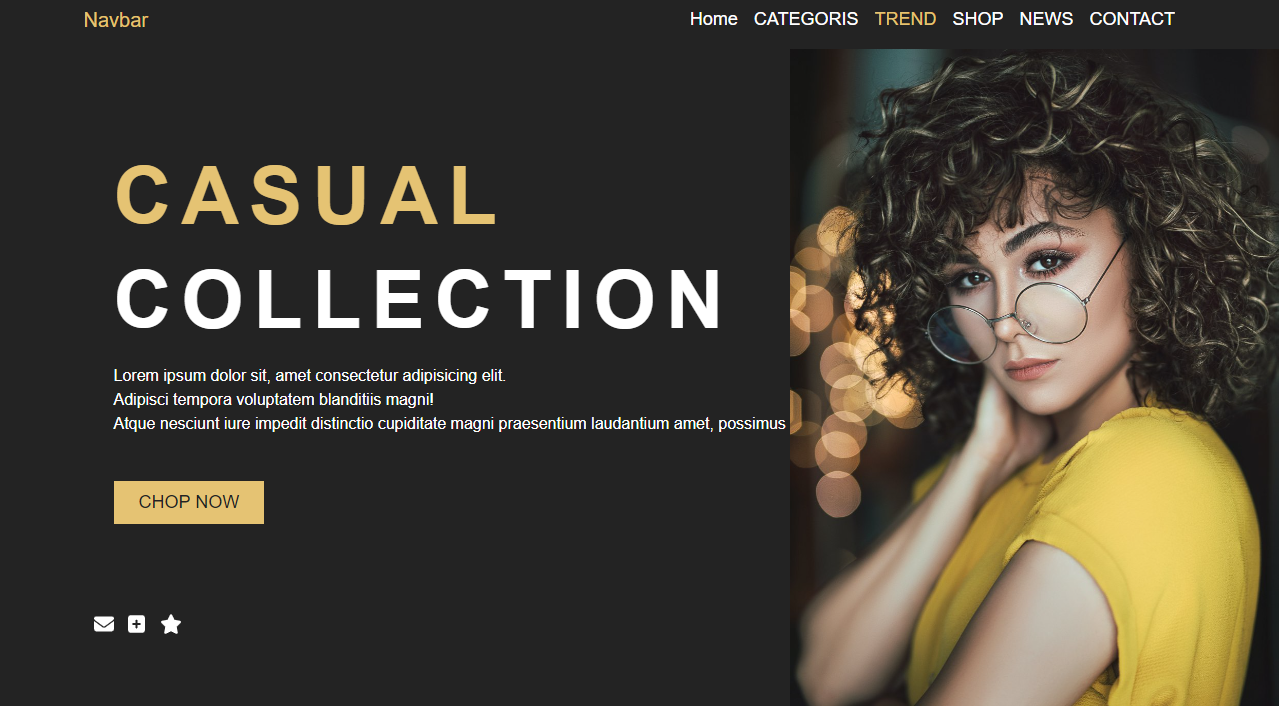 Navbar
Home CATEGORIS TREND SHOP NEWS CONTACT
CASUAL
COLLECTION
Lorem ipsum dolor sit, amet consectetur adipisicing elit.
Adipisci tempora voluptatem blanditiis magni!
Atque nesciunt iure impedit distinctio cupiditate magni praesentium laudantium amet, possimus
CHOP NOW